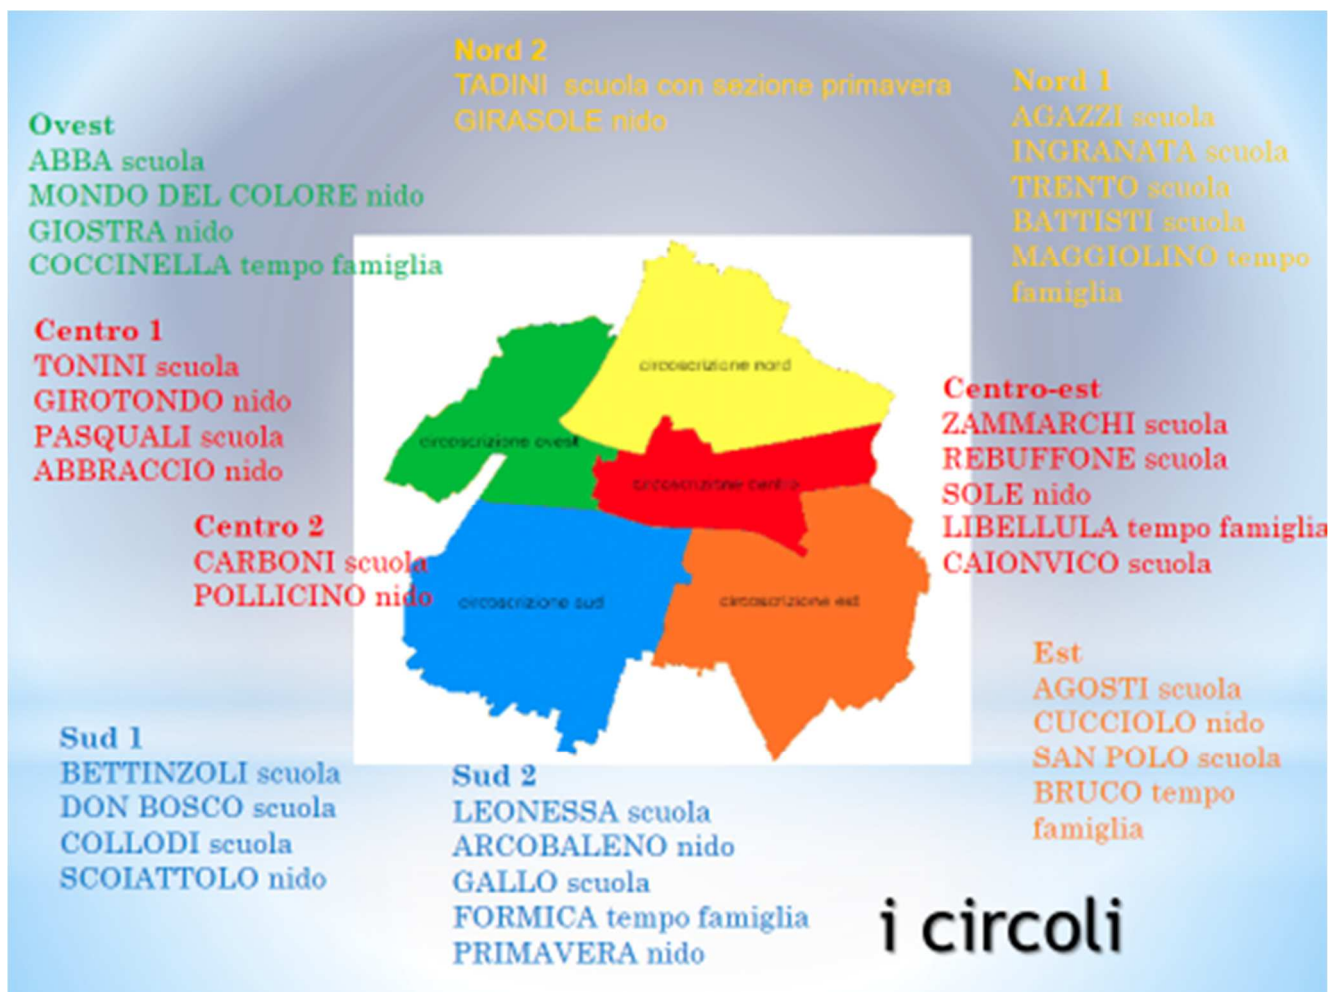 Nord 2
TADINI scuola con sezione primavera
GIRASOLE nido
Nord 1
AGAZZI scuola
INGRANATA scuola
TRENTO scuola
BATTISTI scuola
MAGGIOLINO tempo
famiglia
Ovest
ABBA scuola
MONDO DEL COLORE nido
GIOSTRA nido
COCCINELLA tempo famiglia
Centro 1
TONINI scuola
GIROTONDO nido
PASQUALI scuola
ABBRACCIO nido
Centro 2
CARBONI scuola
POLLICINO nido
circoscrizione nord
circoscrizione ovest
circoscrizione centro
circoscrizione sud
circoscrizione est
Centro-est
ZAMMARCHI scuola
REBUFFONE scuola
SOLE nido
LIBELLULA tempo famiglia
CAIONVICO scuola
Est
AGOSTI scuola
CUCCIOLO nido
SAN POLO scuola
BRUCO tempo
famiglia
Sud 1
BETTINZOLI scuola
DON BOSCO scuola
COLLODI scuola
SCOIATTOLO nido
Sud 2
LEONESSA scuola
ARCOBALENO nido
GALLO scuola
FORMICA tempo famiglia
PRIMAVERA nido
i circoli